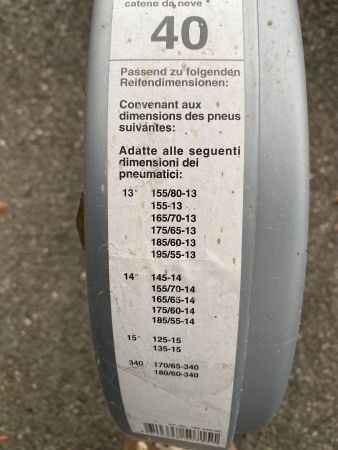 catene da neve *
40
Passend zu folgenden
Reifendimensionen:
Convenant aux
dimensions des pneus
suivantes:
Adatte alle seguenti
dimensioni dei
pneumatici:
13" 155/80-13
155-13
165/70-13
175/65-13
185/60-13
195/55-13
14" 145-14
155/70-14
165/65-14
175/60-14
185/55-14
15" 125-15
135-15
340 170/65-340
180/60-340